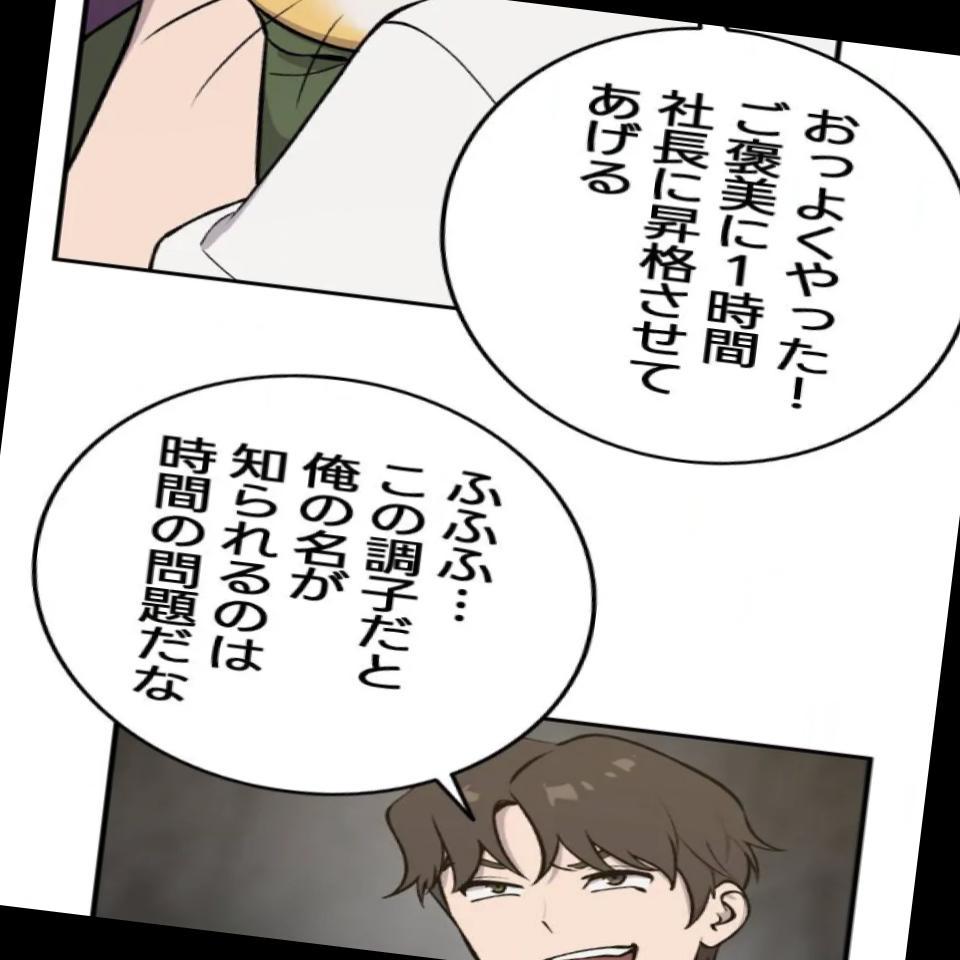 おっよくやった！
ご褒美に1時間
社長に昇格させて
あげる
ふふふ…
この調子だと
俺の名が
知られるのは
時間の問題だな